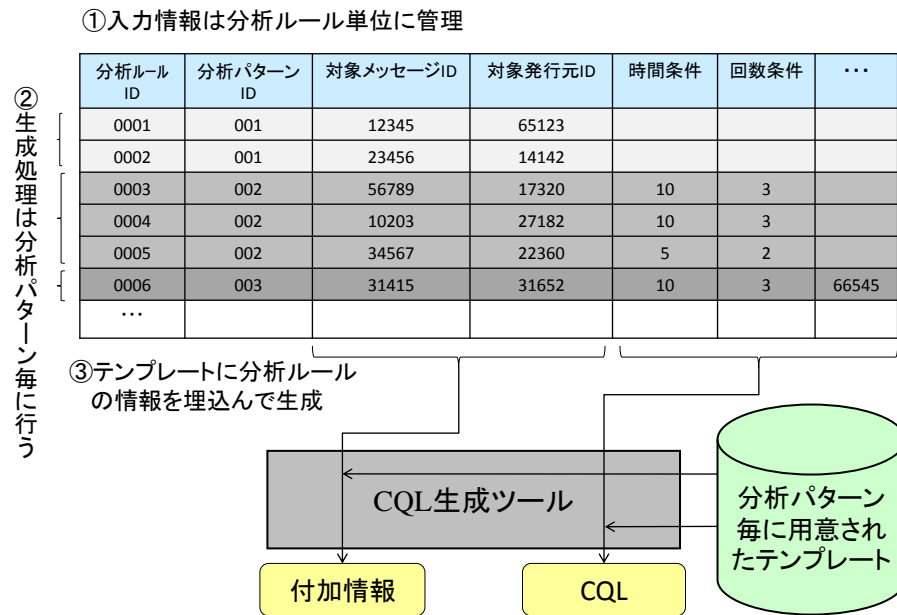 ①入力情報は分析ルール単位に管理
分析ルール
ID
分析パターン
ID
対象メッセージID
対象発行元ID
時間条件
回数条件
・・・
0001 001 12345 65123
0002 001 23456 14142
0003 002 56789 17320 10 3
0004 002 10203 27182 10 3
0005 002 34567 22360 5 2
0006 003 31415 31652 10 3 66545
・・・
②生成処理は分析パターン毎に行う
③テンプレートに分析ルール
の情報を埋込んで生成
CQL生成ツール
分析パターン
毎に用意され
たテンプレート
付加情報
CQL